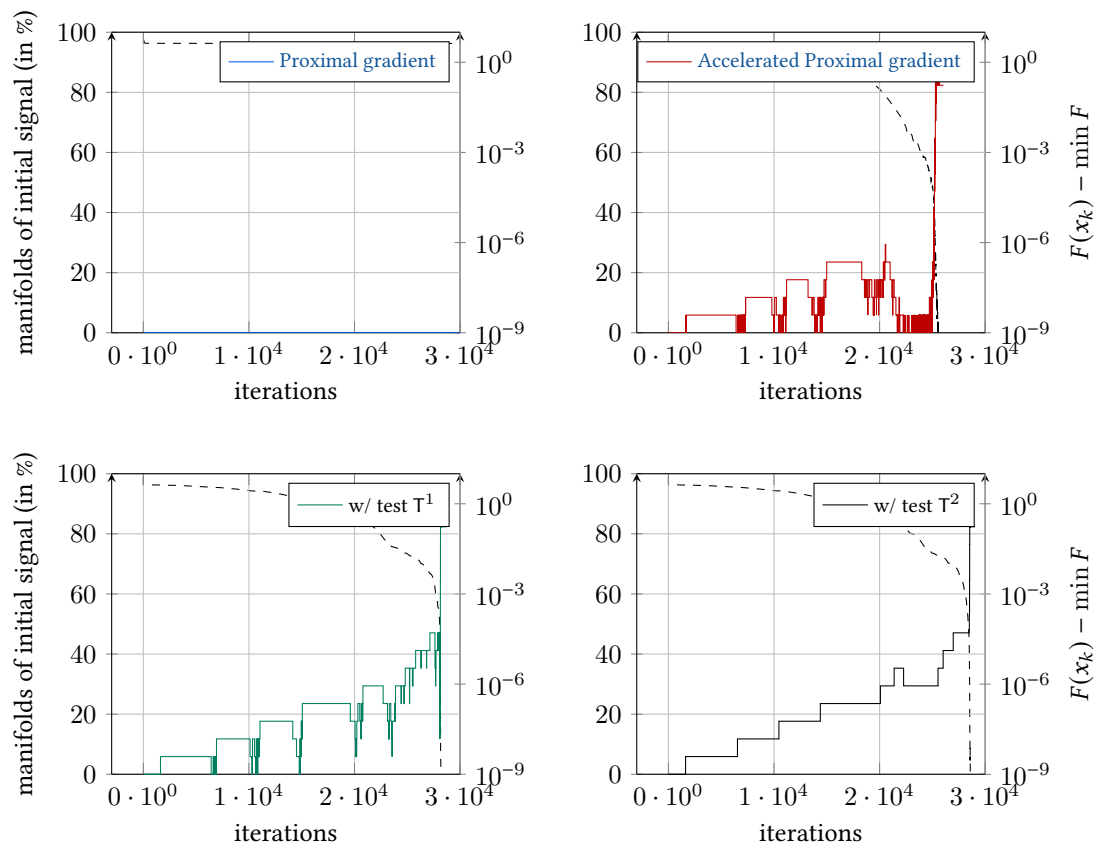 100
80
60
40
20
0
manifolds of initial signal (in %)
Proximal gradient
10^0
10^−3
10^−6
10^−9
0 · 10^0
1 · 10^4
2 · 10^4
3 · 10^4
iterations
100
80
60
40
20
0
Accelerated Proximal gradient
10^0
10^−3
10^−6
10^−9
F(x_k) − min F
0 · 10^0
1 · 10^4
2 · 10^4
3 · 10^4
iterations
100
80
60
40
20
0
manifolds of initial signal (in %)
w/ test T^1
10^0
10^−3
10^−6
10^−9
0 · 10^0
1 · 10^4
2 · 10^4
3 · 10^4
iterations
100
80
60
40
20
0
w/ test T^2
10^0
10^−3
10^−6
10^−9
F(x_k) − min F
0 · 10^0
1 · 10^4
2 · 10^4
3 · 10^4
iterations